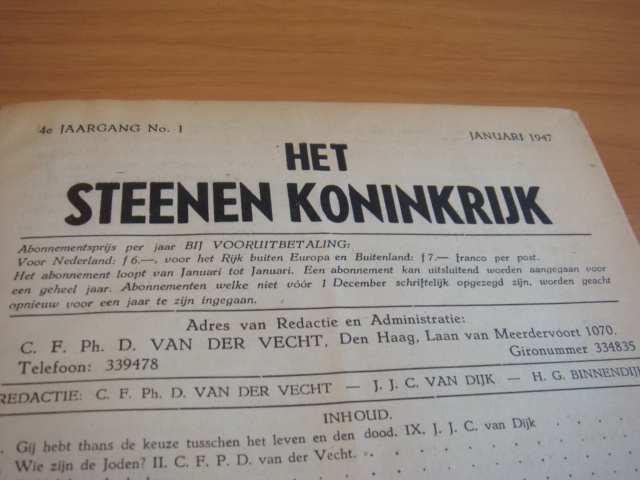 4e JAARGANG No. 1
JANUARI 1947
HET
STEENEN KONINKRIJK
Abonnementsprijs per jaar BIJ VOORUITBETALING:
Voor Nederland: f 6.—, voor het Rijk buiten Europa en Buitenland: f 7.— franco per post.
Het abonnement loopt van Januari tot Januari. Een abonnement kan uitsluitend worden aangegaan voor
een geheel jaar. Abonnementen welke niet vóór 1 December schriftelijk opgezegd zijn, worden geacht
opnieuw voor een jaar te zijn ingegaan.
Adres van Redactie en Administratie:
C. F. Ph. D. VAN DER VECHT, Den Haag, Laan van Meerdervoort 1070.
Telefoon: 339478
Gironummer 334835
REDACTIE: C. F. Ph. D. VAN DER VECHT — J. J. C. VAN DIJK — H. G. BINNENDIJK
INHOUD.
Gij hebt thans de keuze tusschen het leven en den dood. IX. J. J. C. van Dijk
Wie zijn de Joden? II. C. F. P. D. van der Vecht. . . . . . .